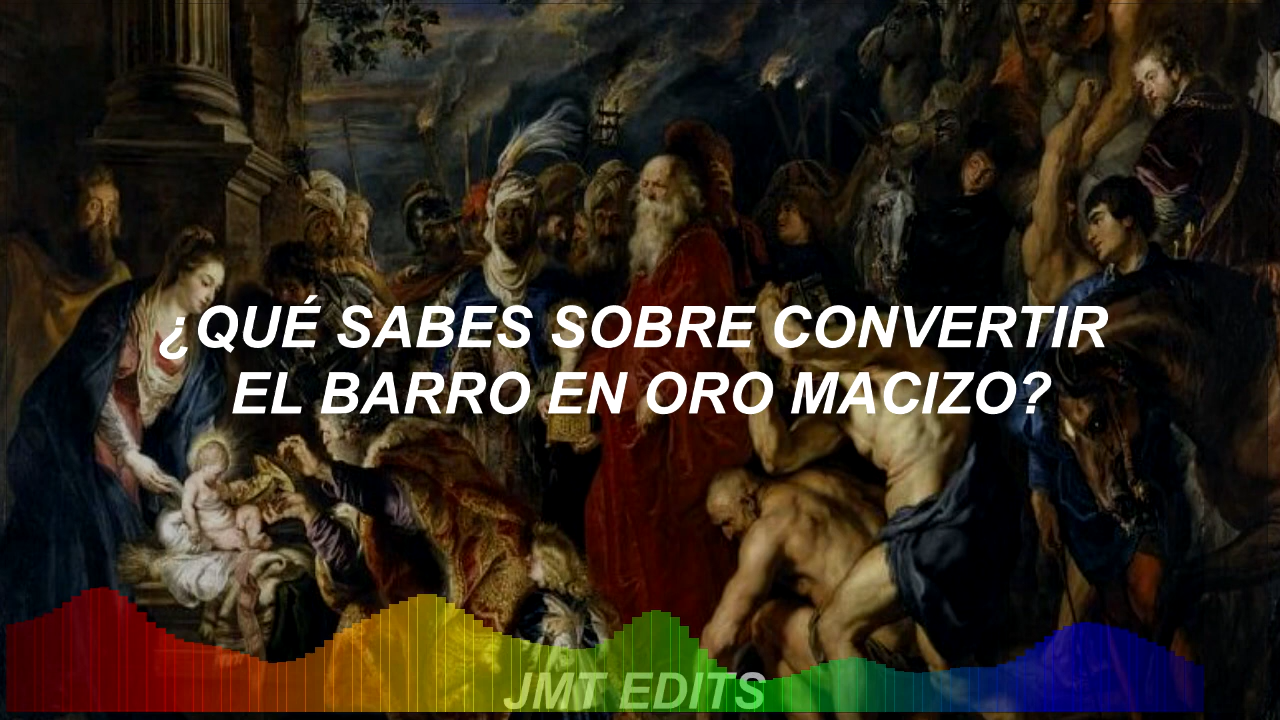 ¿QUÉ SABES SOBRE CONVERTIR
EL BARRO EN ORO MACIZO?
JMT EDITS